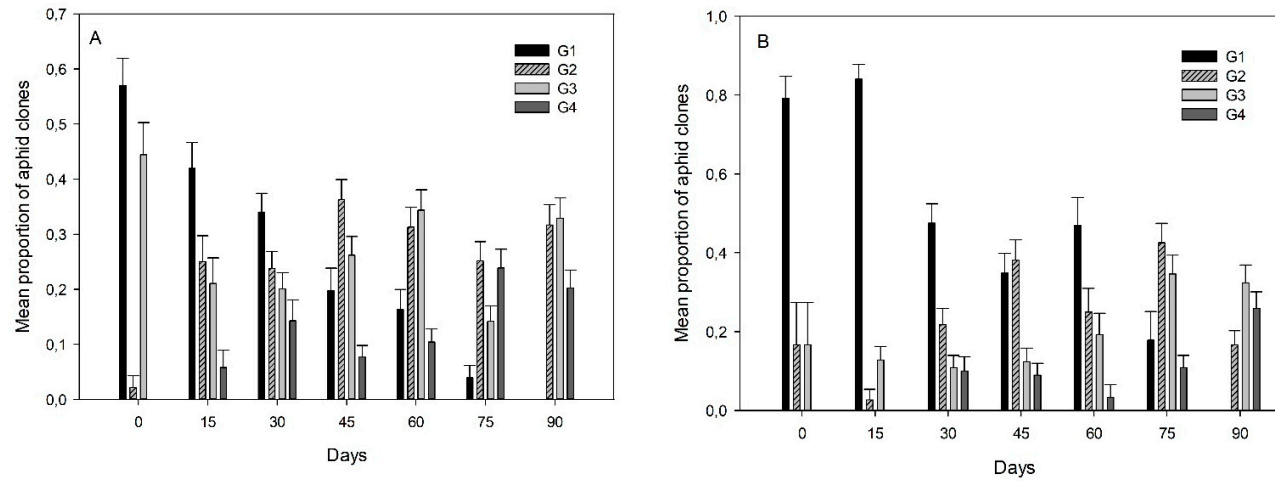 A
Mean proportion of aphid clones
0,7
0,6
0,5
0,4
0,3
0,2
0,1
0,0
G1
G2
G3
G4
0 15 30 45 60 75 90
Days
B
Mean proportion of aphid clones
1,0
0,8
0,6
0,4
0,2
0,0
G1
G2
G3
G4
0 15 30 45 60 75 90
Days